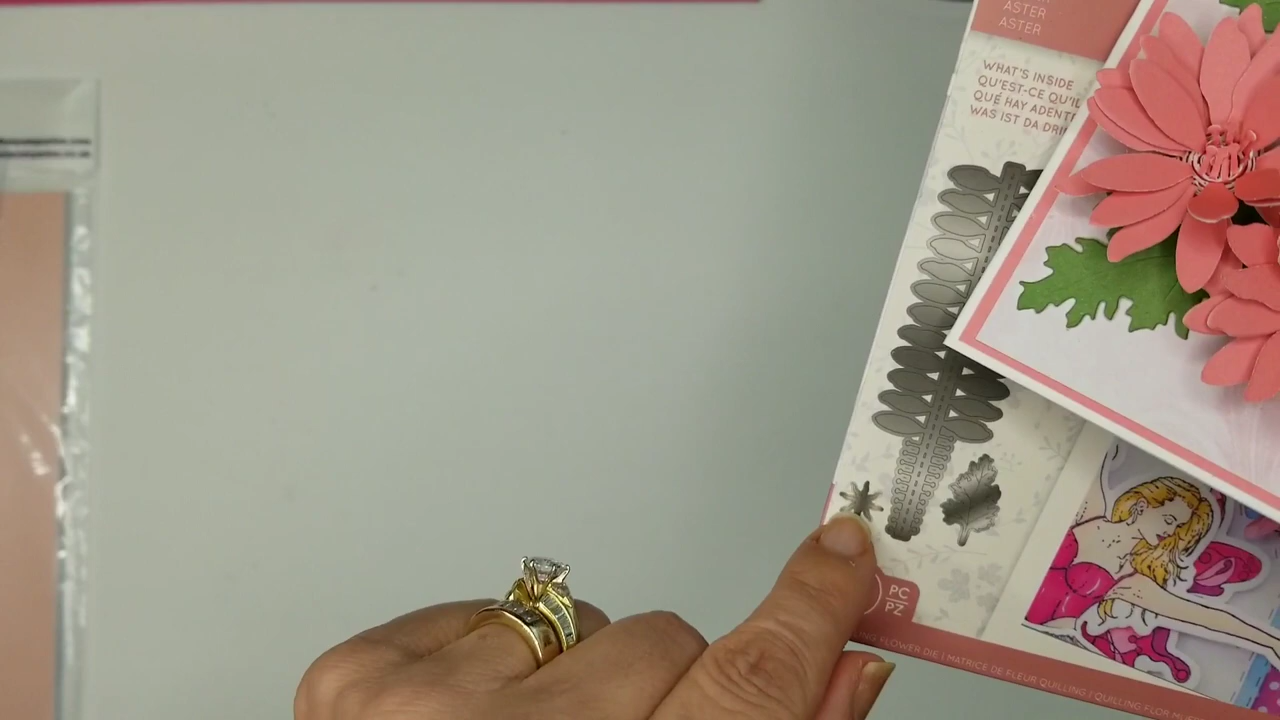 ASTER
ASTER
WHAT'S INSIDE
QU'EST-CE QU'IL
QUÉ HAY ADENT
WAS IST DA DRI
PC
PZ
FLOWER DIE | MATRICE DE FLEUR QUILLING | QUILLING FLOR